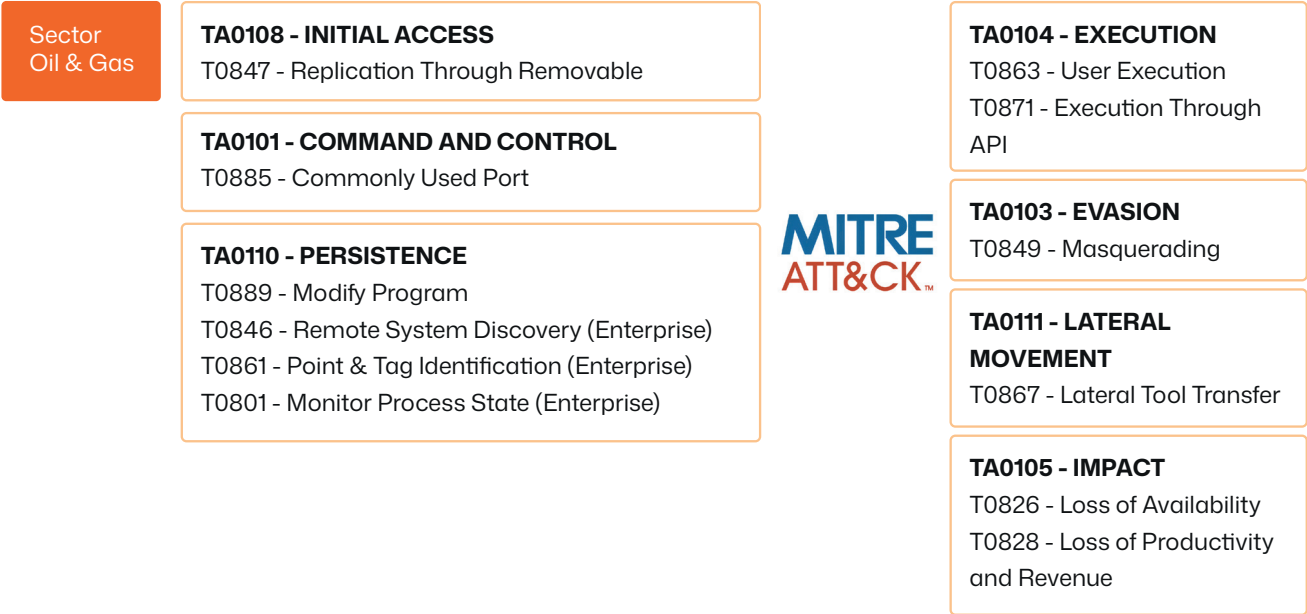 Sector
Oil & Gas
TA0108 - INITIAL ACCESS
T0847 - Replication Through Removable
TA0101 - COMMAND AND CONTROL
T0885 - Commonly Used Port
TA0110 - PERSISTENCE
T0889 - Modify Program
T0846 - Remote System Discovery (Enterprise)
T0861 - Point & Tag Identification (Enterprise)
T0801 - Monitor Process State (Enterprise)
MITRE
ATT&CK™
TA0104 - EXECUTION
T0863 - User Execution
T0871 - Execution Through
API
TA0103 - EVASION
T0849 - Masquerading
TA0111 - LATERAL
MOVEMENT
T0867 - Lateral Tool Transfer
TA0105 - IMPACT
T0826 - Loss of Availability
T0828 - Loss of Productivity
and Revenue